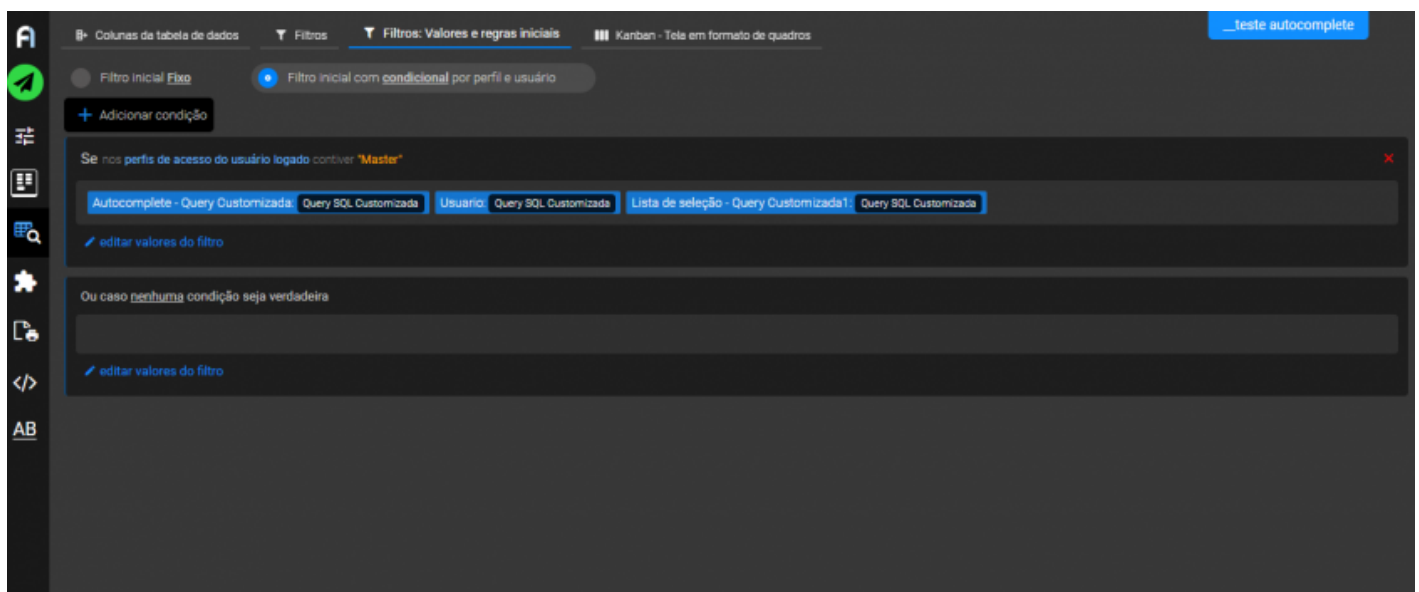 Colunas da tabela de dados
Filtros
Filtros: Valores e regras iniciais
Kanban - Tela em formato de quadros
__teste autocomplete
Filtro inicial Fixo
Filtro inicial com condicional por perfil e usuário
+ Adicionar condição
Se nos perfis de acesso do usuário logado contiver "Master"
Autocomplete - Query Customizada: Query SQL Customizada
Usuario: Query SQL Customizada
Lista de seleção - Query Customizada1: Query SQL Customizada
editar valores do filtro
Ou caso nenhuma condição seja verdadeira
editar valores do filtro
</>
AB